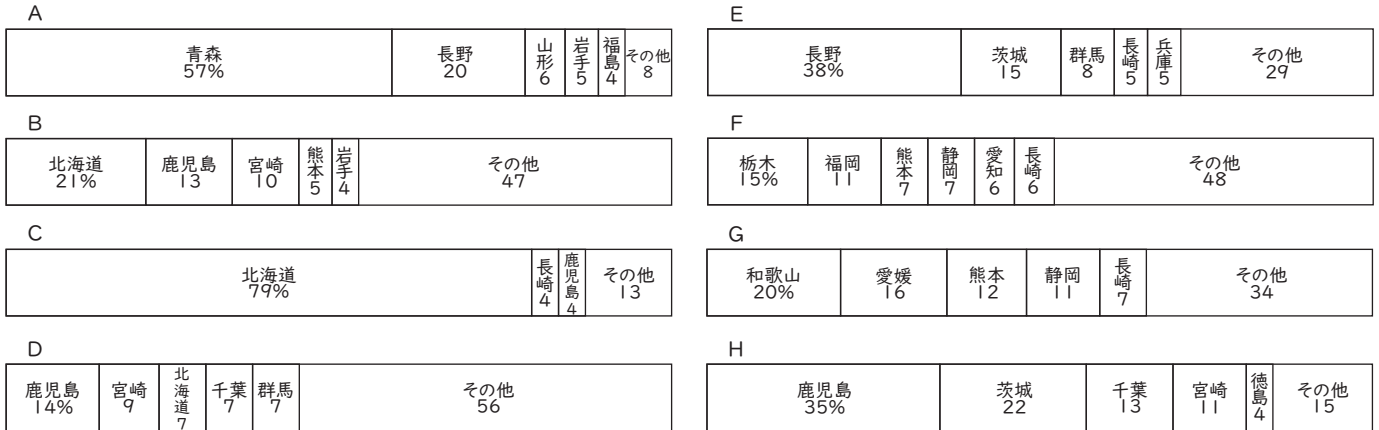 A
青森 57%
長野 20
山形 6
岩手 5
福島 4
その他 8
B
北海道 21%
鹿児島 13
宮崎 10
熊本 5
岩手 4
その他 47
C
北海道 79%
長崎 4
鹿児島 4
その他 13
D
鹿児島 14%
宮崎 9
北海道 7
千葉 7
群馬 7
その他 56
E
長野 38%
茨城 15
群馬 8
長崎 5
兵庫 5
その他 29
F
栃木 15%
福岡 11
熊本 7
静岡 7
愛知 6
長崎 6
その他 48
G
和歌山 20%
愛媛 16
熊本 12
静岡 11
長崎 7
その他 34
H
鹿児島 35%
茨城 22
千葉 13
宮崎 11
徳島 4
その他 15